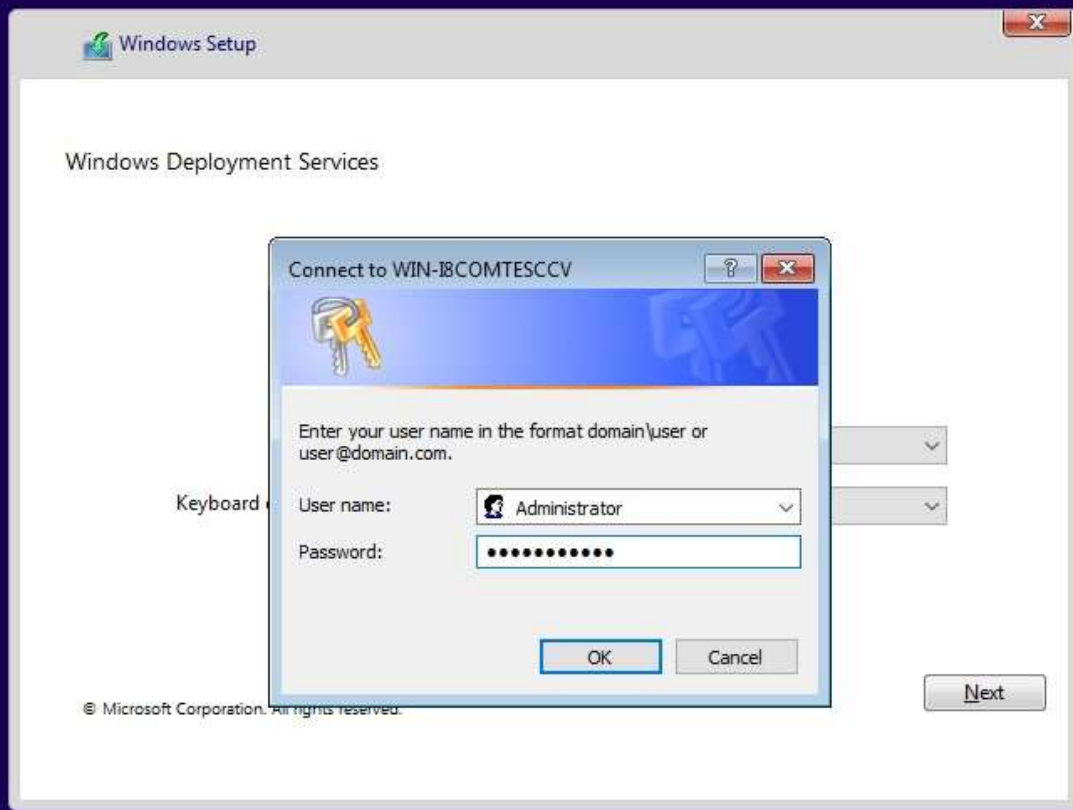 Windows Setup
Windows Deployment Services
Connect to WIN-I8COMTESCCV
Enter your user name in the format domain\user or
user@domain.com.
Keyboard
User name:
Administrator
Password:
•••••••••••
OK
Cancel
Next
© Microsoft Corporation. All rights reserved.